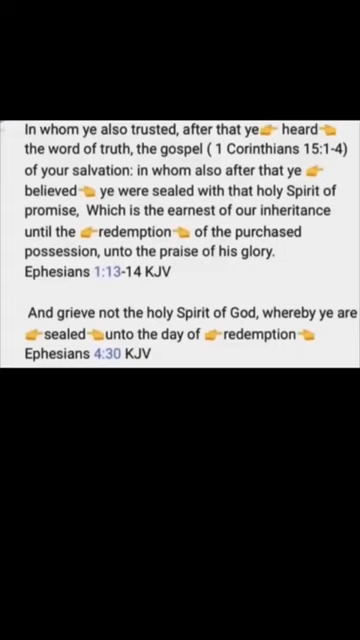 In whom ye also trusted, after that ye👉 heard👈
the word of truth, the gospel ( 1 Corinthians 15:1-4)
of your salvation: in whom also after that ye 👉
believed👈 ye were sealed with that holy Spirit of
promise, Which is the earnest of our inheritance
until the 👉redemption👈 of the purchased
possession, unto the praise of his glory.
Ephesians 1:13-14 KJV
And grieve not the holy Spirit of God, whereby ye are
👉sealed👈unto the day of 👉redemption👈
Ephesians 4:30 KJV